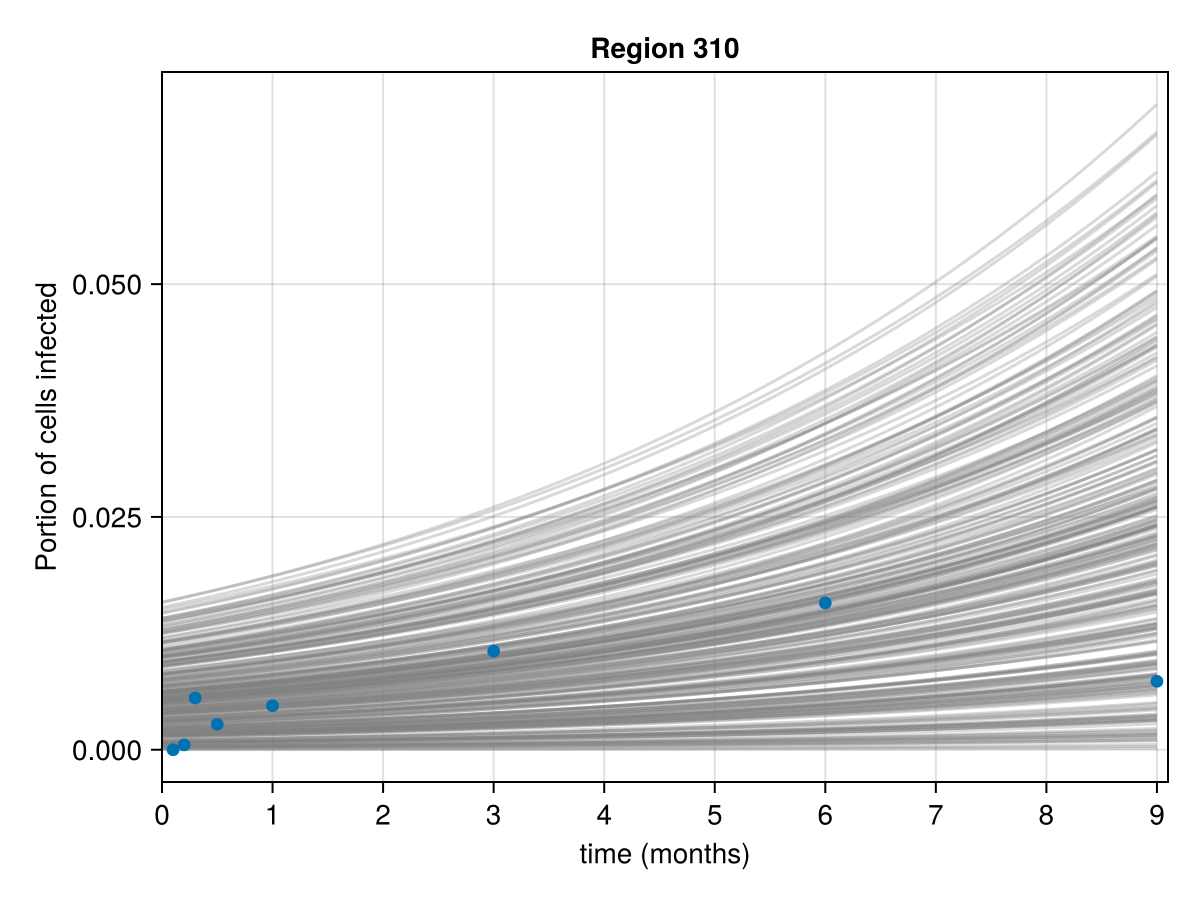 Region 310
Portion of cells infected
0.050
0.025
0.000
0 1 2 3 4 5 6 7 8 9
time (months)